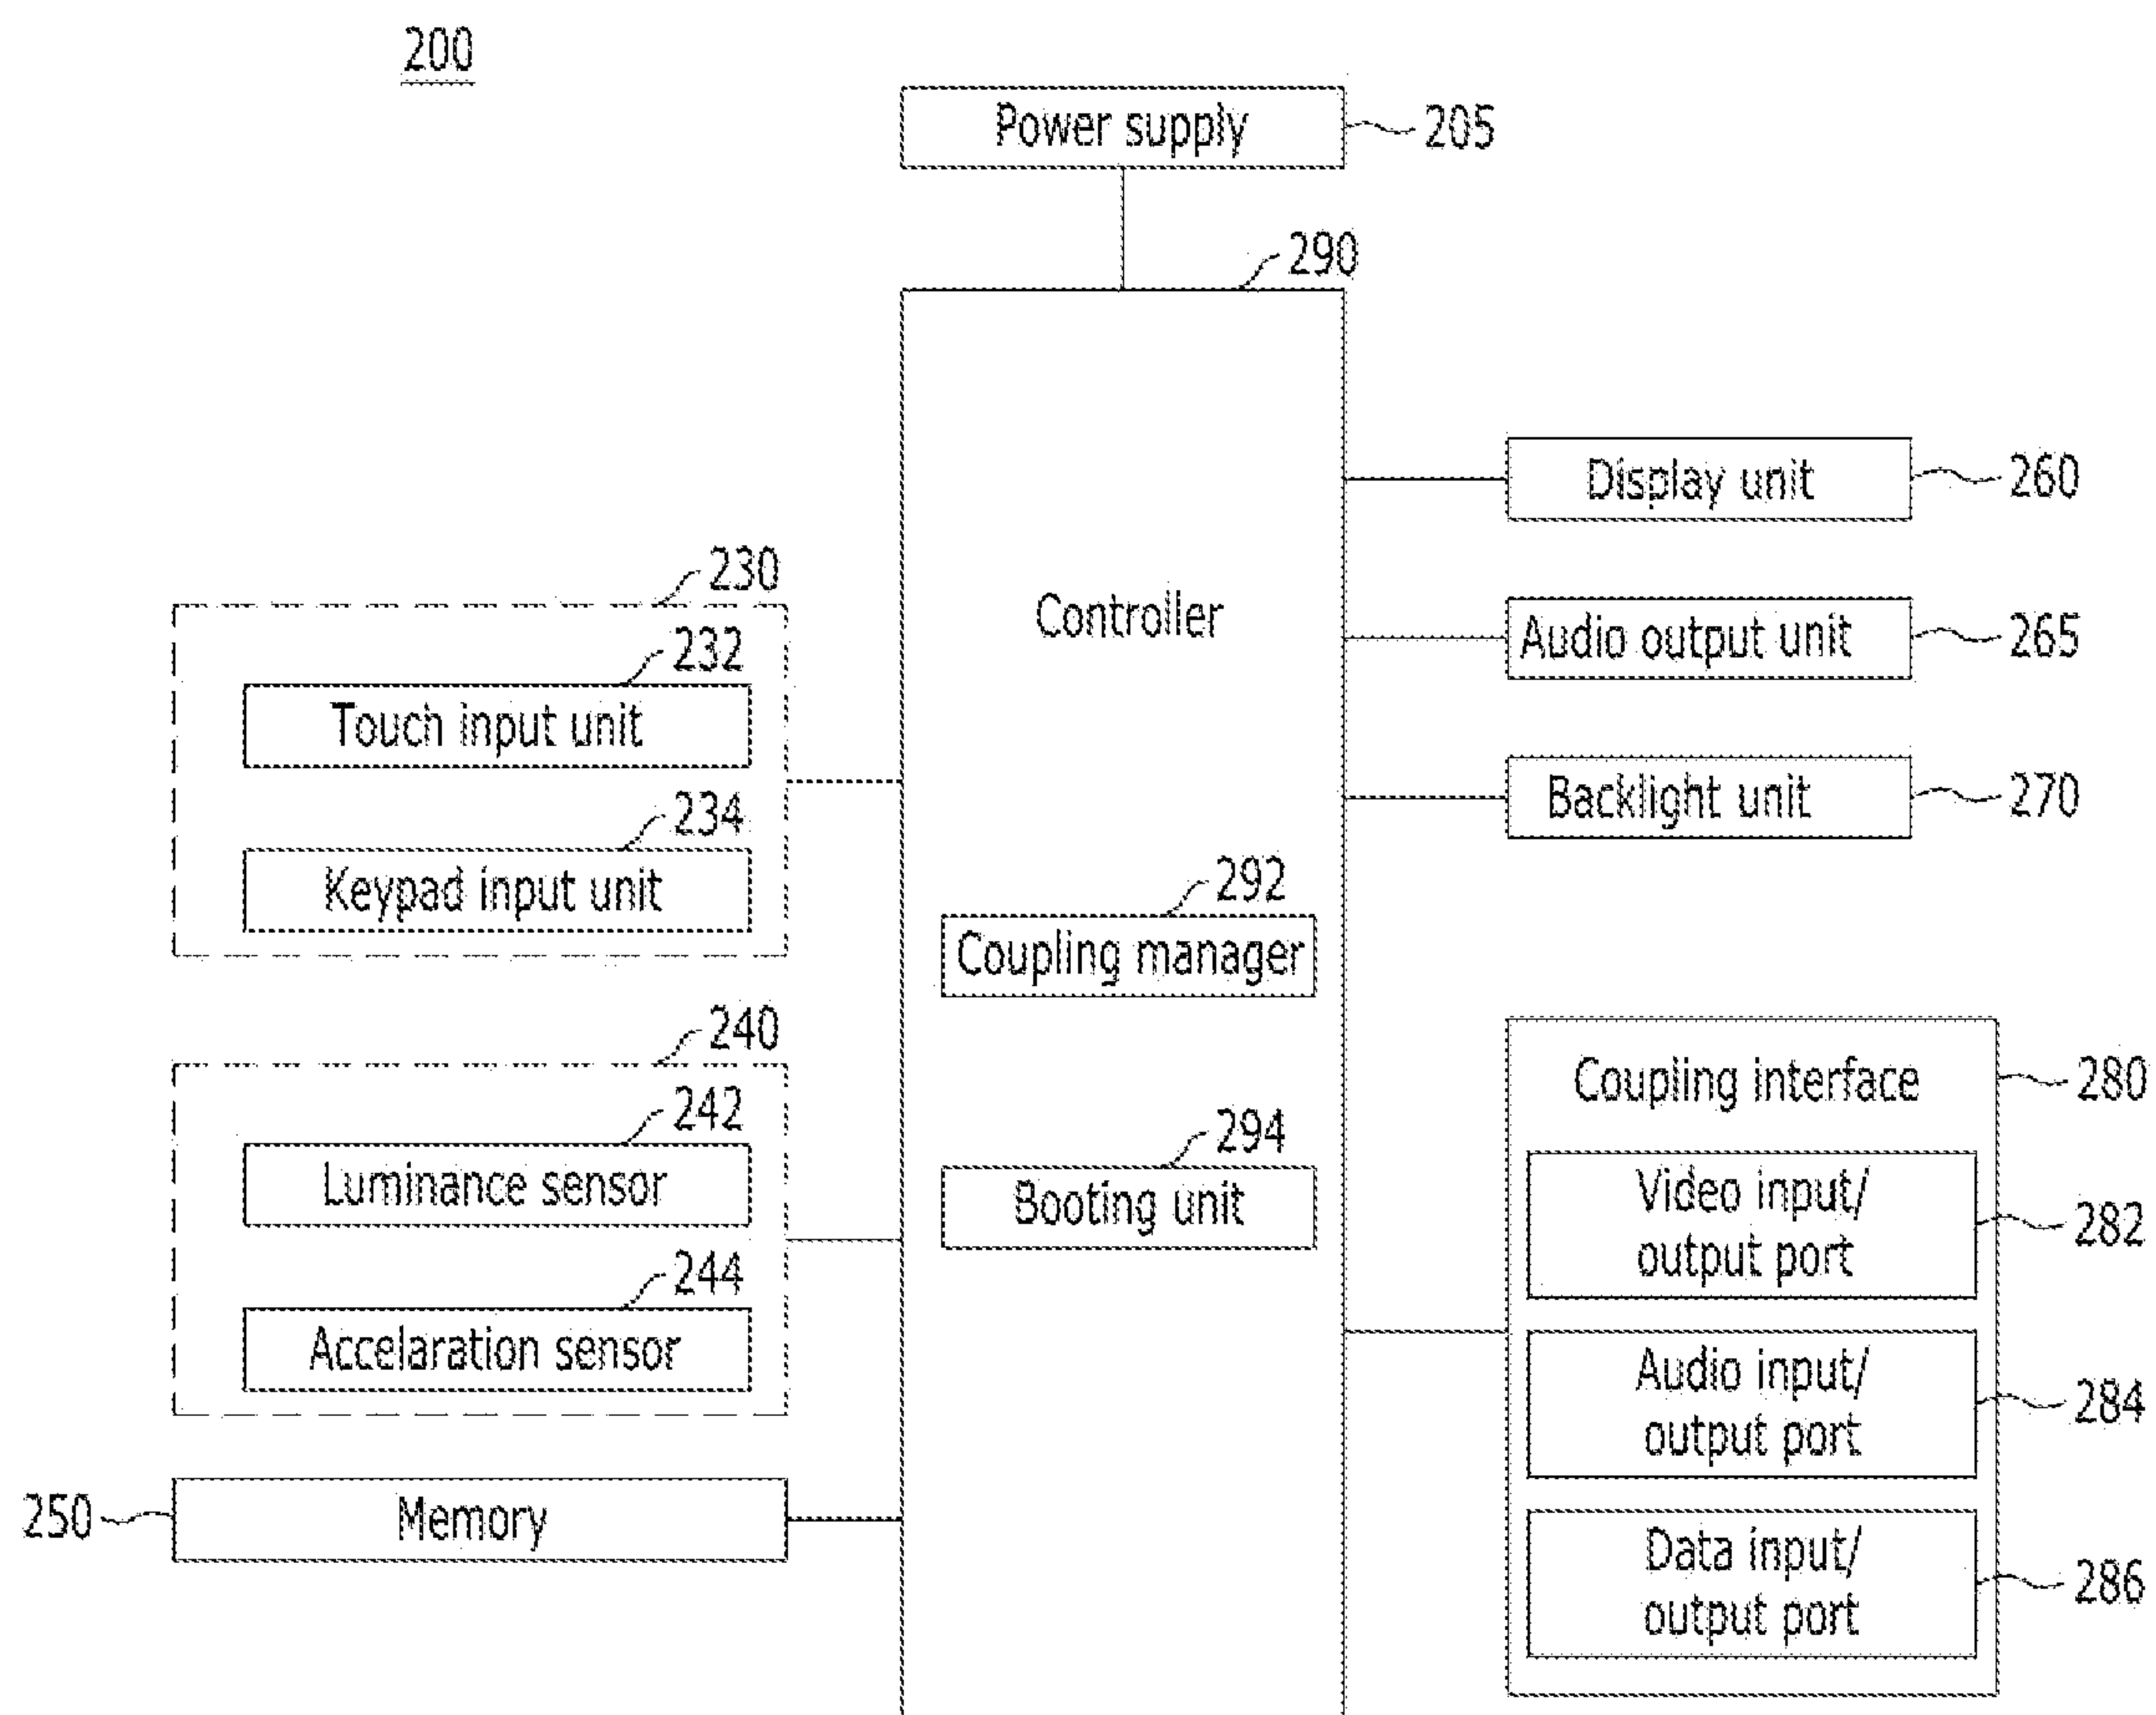 200
Power supply
205
290
Controller
Display unit
260
Audio output unit
265
Backlight unit
270
230
232
Touch input unit
234
Keypad input unit
292
Coupling manager
294
Booting unit
240
242
Luminance sensor
244
Accelaration sensor
250
Memory
Coupling interface
280
Video input/
output port
282
Audio input/
output port
284
Data input/
output port
286